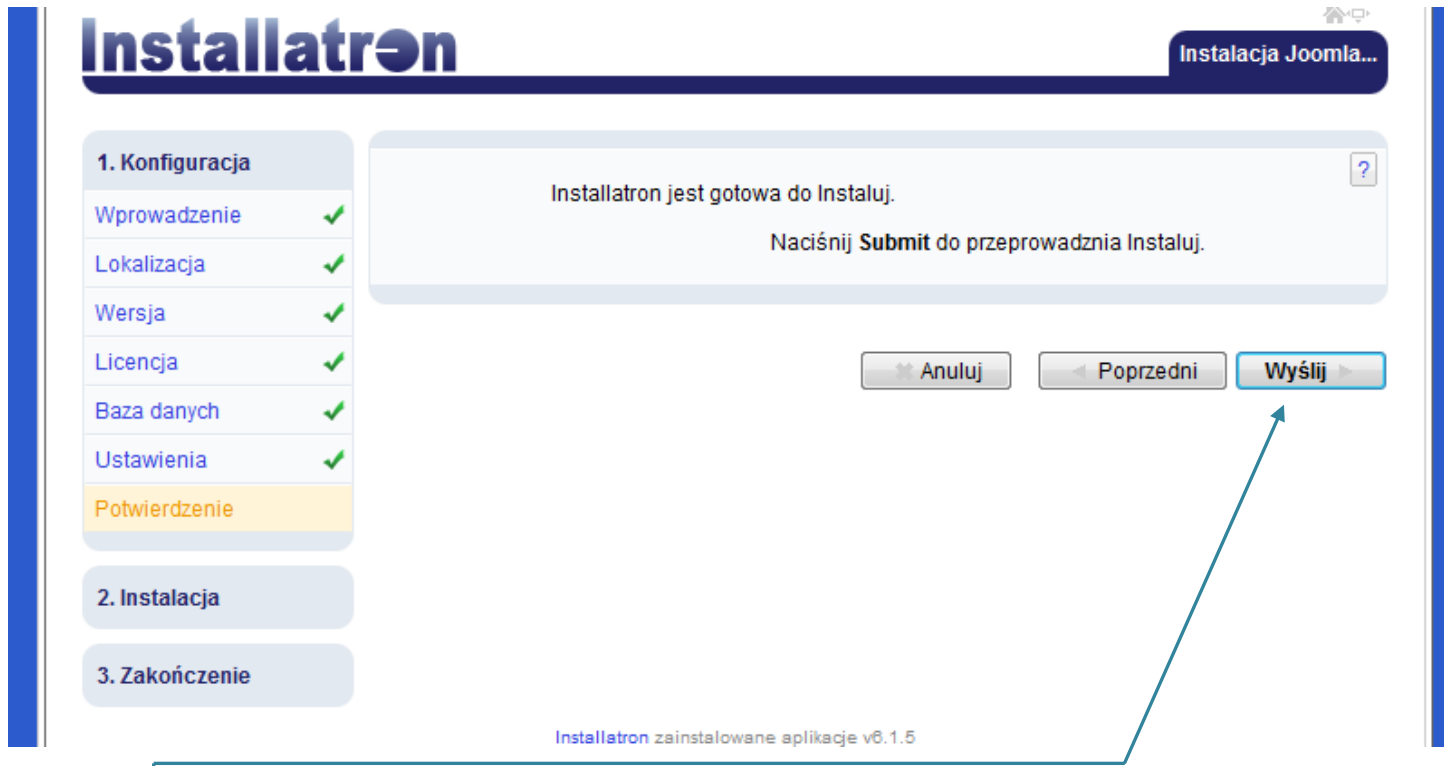 Installatron
Instalacja Joomla...
1. Konfiguracja
Wprowadzenie
Lokalizacja
Wersja
Licencja
Baza danych
Ustawienia
Potwierdzenie
2. Instalacja
3. Zakończenie
?
Installatron jest gotowa do Instaluj.
Naciśnij Submit do przeprowadznia Instaluj.
Anuluj
Poprzedni
Wyślij
Installatron zainstalowane aplikacje v6.1.5